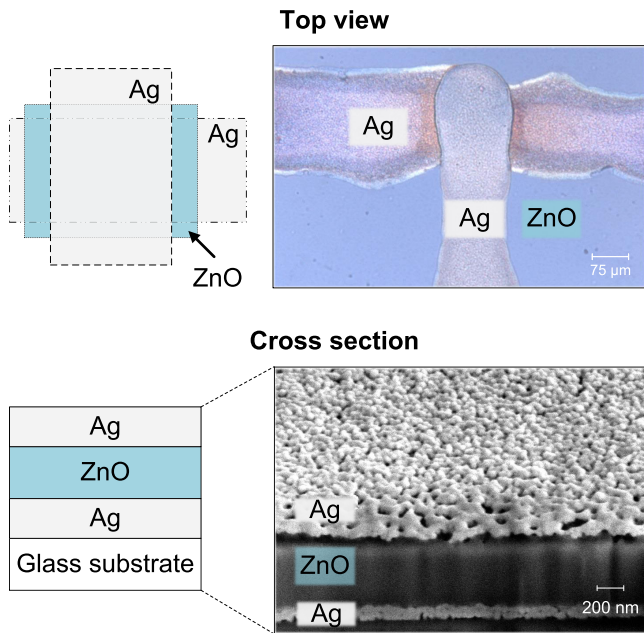 Top view
Ag
Ag
ZnO
Ag
Ag
ZnO
75 µm
Cross section
Ag
ZnO
Ag
Glass substrate
Ag
ZnO
Ag
200 nm